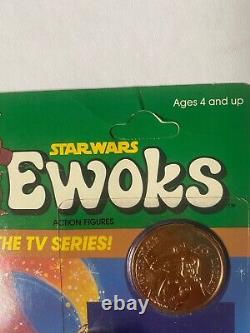 Ages 4 and up
STAR WARS
EWOKS
ACTION FIGURES
THE TV SERIES!